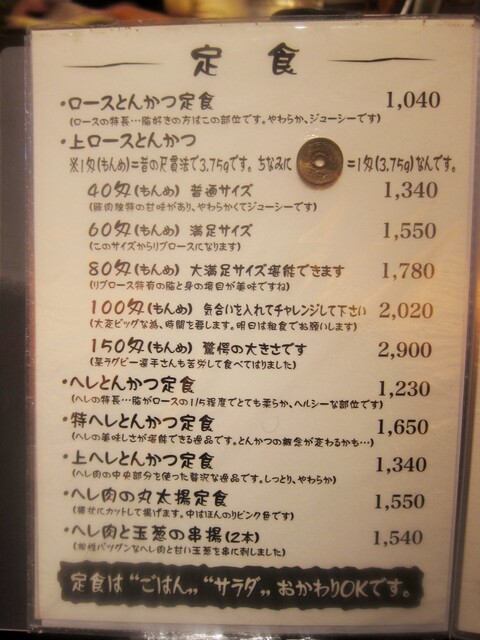 定食
・ロースとんかつ定食 1,040
(ロースの特長…脂好きの方はこの部位です。やわらか、ジューシーです)
・上ロースとんかつ
※1匁(もんめ)=昔の尺貫法で3.75gです。ちなみに =1匁(3.75g)なんです。
40匁(もんめ) 普通サイズ 1,340
(豚肉独特の甘味があり、やわらかくてジューシーです)
60匁(もんめ) 満足サイズ 1,550
(このサイズからリブロースになります)
80匁(もんめ) 大満足サイズ堪能できます 1,780
(リブロース特有の脂と身の境目が美味ですね)
100匁(もんめ) 気合いを入れてチャレンジして下さい 2,020
(大変ビッグな為、時間を要します。明日は粗食でお願いします)
150匁(もんめ) 驚愕の大きさです 2,900
(某ラグビー選手さんも苦労して食べてはりました)
・ヘレとんかつ定食 1,230
(ヘレの特長…脂がロースの1/5程度でとても柔らか、ヘルシーな部位です)
・特ヘレとんかつ定食 1,650
(ヘレの美味しさが堪能できる逸品です。とんかつの概念が変わるかも…)
・上ヘレとんかつ定食 1,340
(ヘレ肉の中央部分を使った贅沢な逸品です。しっとり、やわらか)
・ヘレ肉の丸太揚定食 1,550
(棒状にカットして揚げます。中はほんのりピンク色です)
・ヘレ肉と玉葱の串揚(2本) 1,540
(相性バツグンなヘレ肉と甘い玉葱を串に刺しました)
定食は“ごはん„“サラダ„おかわりOKです。